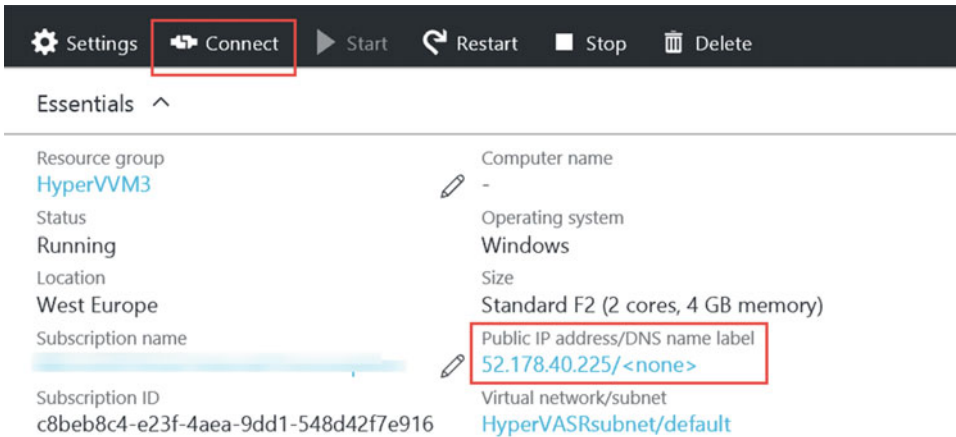 Settings Connect Start Restart Stop Delete
Essentials
Resource group
HyperVVM3
Status
Running
Location
West Europe
Subscription name
Subscription ID
c8beb8c4-e23f-4aea-9dd1-548d42f7e916
Computer name
-
Operating system
Windows
Size
Standard F2 (2 cores, 4 GB memory)
Public IP address/DNS name label
52.178.40.225/<none>
Virtual network/subnet
HyperVASRsubnet/default